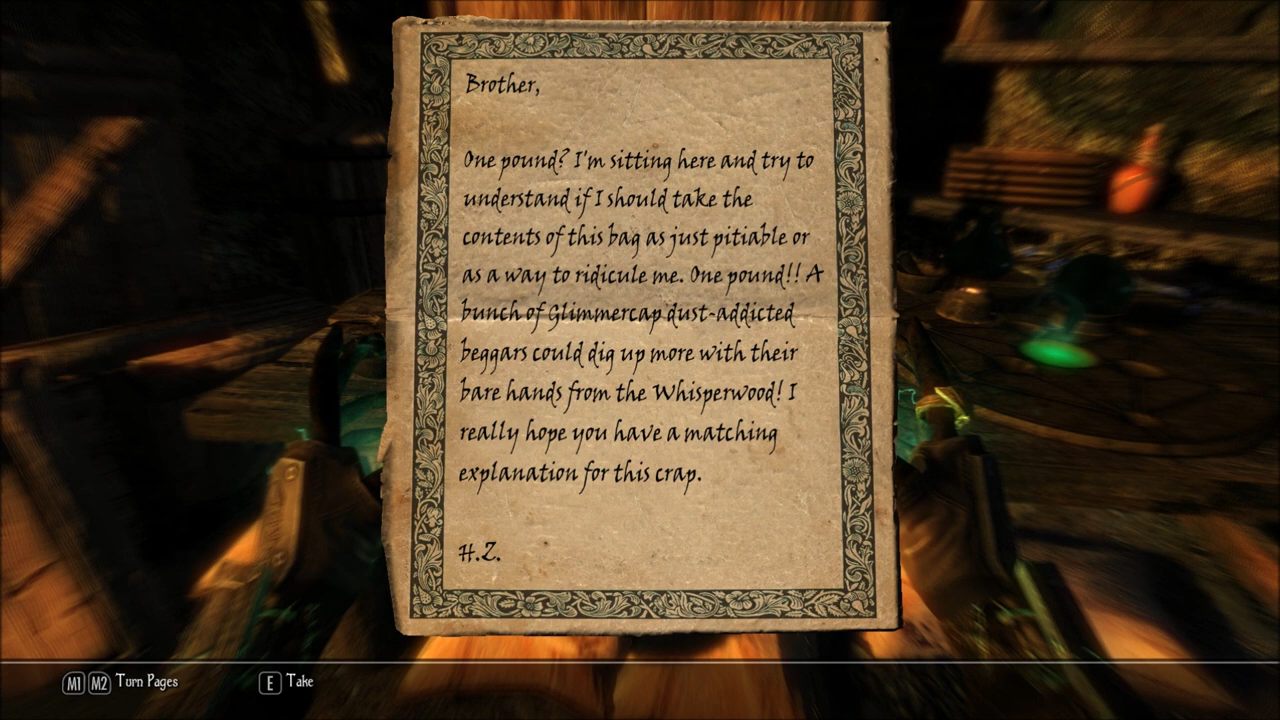 Brother,
One pound? I'm sitting here and try to
understand if I should take the
contents of this bag as just pitiable or
as a way to ridicule me. One pound!! A
bunch of Glimmercap dust-addicted
beggars could dig up more with their
bare hands from the Whisperwood! I
really hope you have a matching
explanation for this crap.
H.Z.
M1 M2 Turn Pages E Take